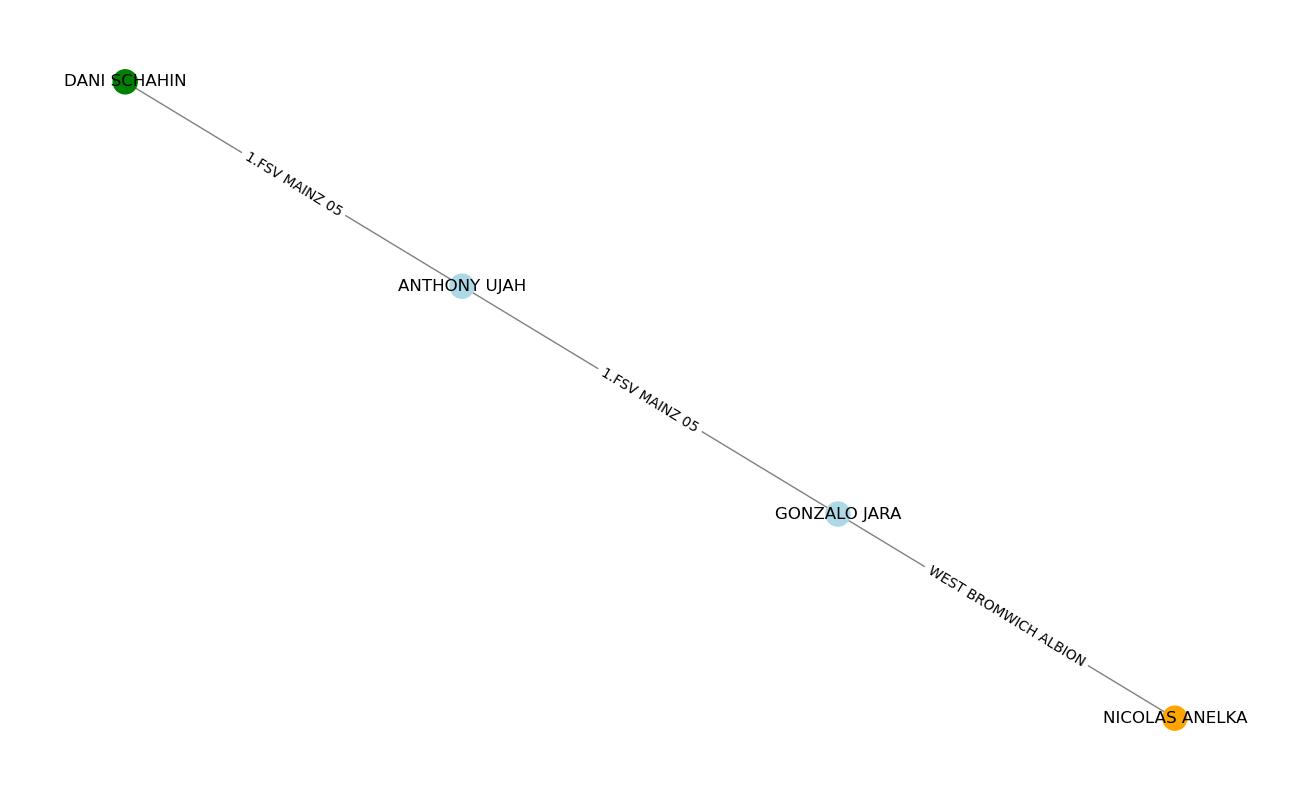 DANI SCHAHIN
1.FSV MAINZ 05
ANTHONY UJAH
1.FSV MAINZ 05
GONZALO JARA
WEST BROMWICH ALBION
NICOLAS ANELKA